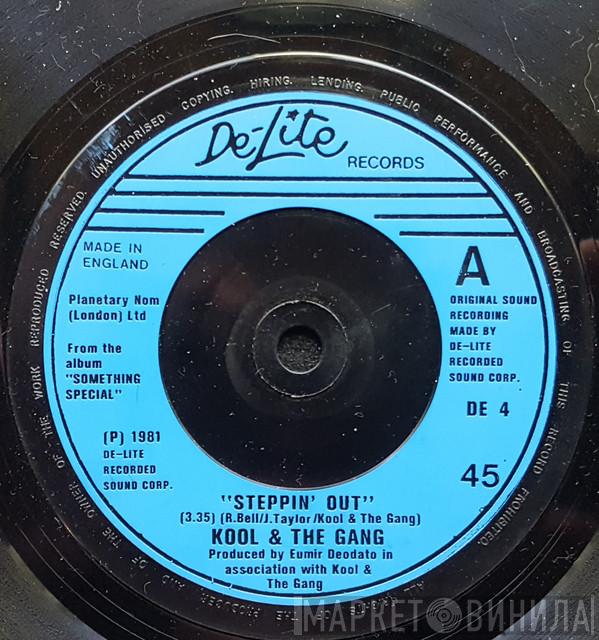 UNAUTHORISED COPYING. HIRING. LENDING. PUBLIC PERFORMANCE AND BROADCASTING OF THIS RECORD PROHIBITED.
OF THE OWNER OF THE WORK REPRODUCED RESERVED.
De-Lite
RECORDS
MADE IN
ENGLAND
Planetary Nom
(London) Ltd
From the
album
"SOMETHING
SPECIAL"
(P) 1981
DE-LITE
RECORDED
SOUND CORP.
A
ORIGINAL SOUND
RECORDING
MADE BY
DE-LITE
RECORDED
SOUND CORP.
DE 4
45
"STEPPIN' OUT"
(3.35) (R.Bell/J.Taylor/Kool & The Gang)
KOOL & THE GANG
Produced by Eumir Deodato in
association with Kool &
The Gang
МАРКЕТ ВИНИЛА